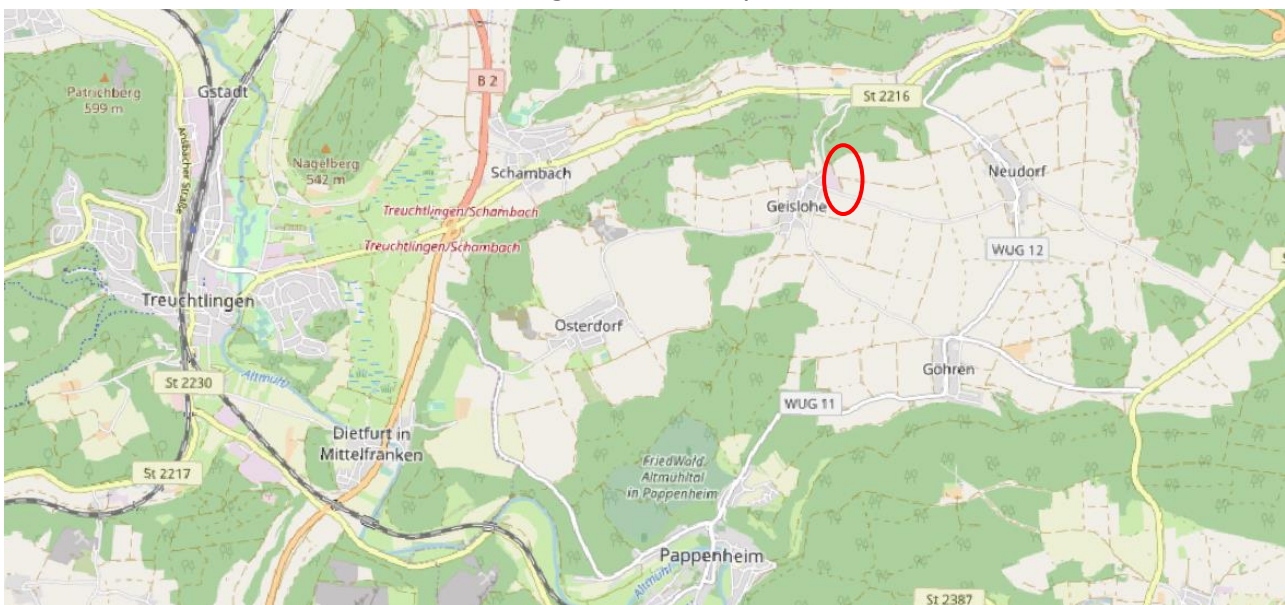 B 2
Patrichberg
599 m
Gstadt
St 2216
Ansbacher Straße
Nagelberg
542 m
Schambach
Neudorf
Geislohe
Treuchtlingen/Schambach
Treuchtlingen/Schambach
WUG 12
Treuchtlingen
Osterdorf
Göhren
St 2230
Altmühl
WUG 11
Dietfurt in
Mittelfranken
FriedWald
Altmühltal
in Pappenheim
St 2217
Pappenheim
Altmühl
St 2387